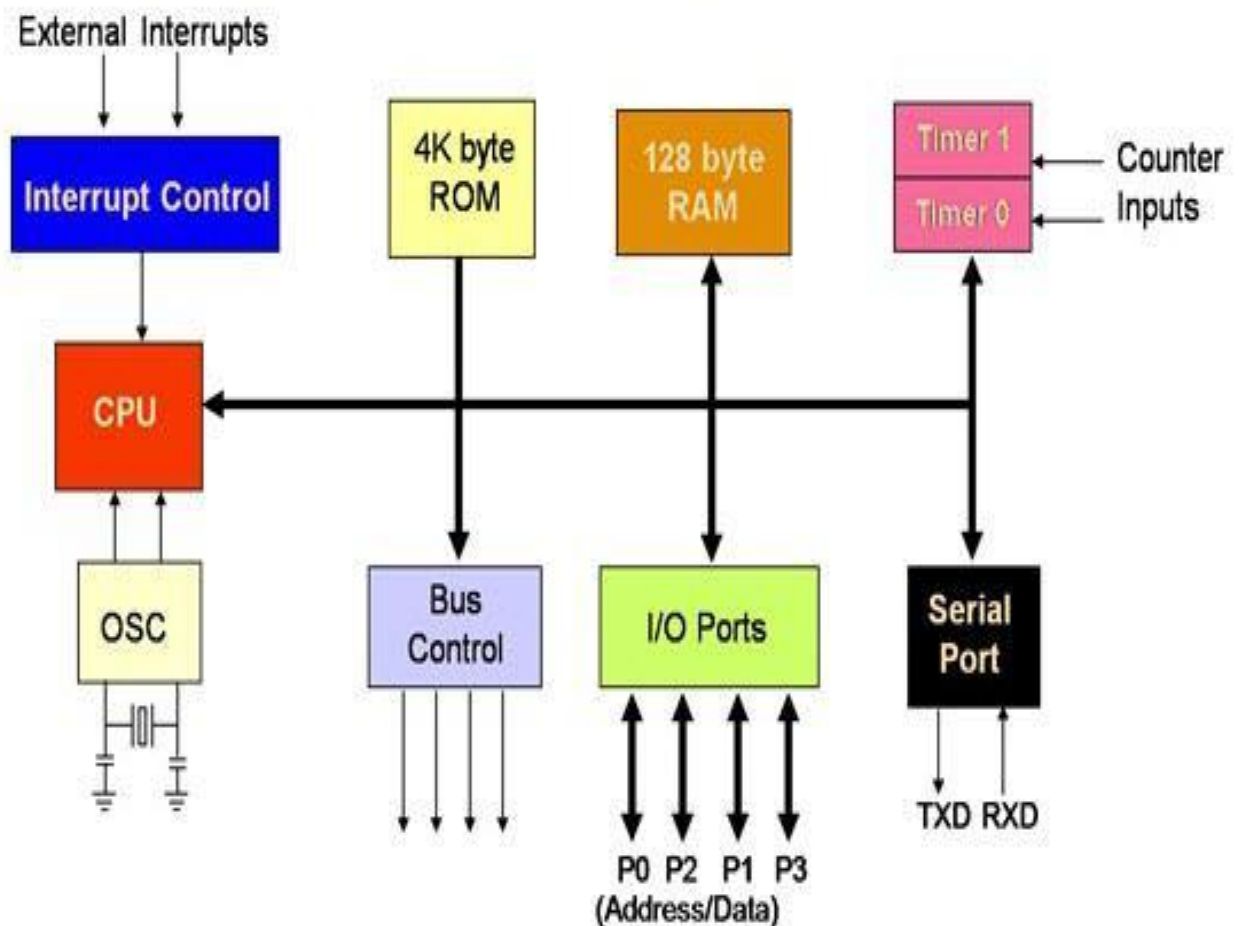 External Interrupts
Interrupt Control
4K byte
ROM
128 byte
RAM
Timer 1
Timer 0
Counter
Inputs
CPU
OSC
Bus
Control
I/O Ports
Serial
Port
TXD RXD
P0 P2 P1 P3
(Address/Data)